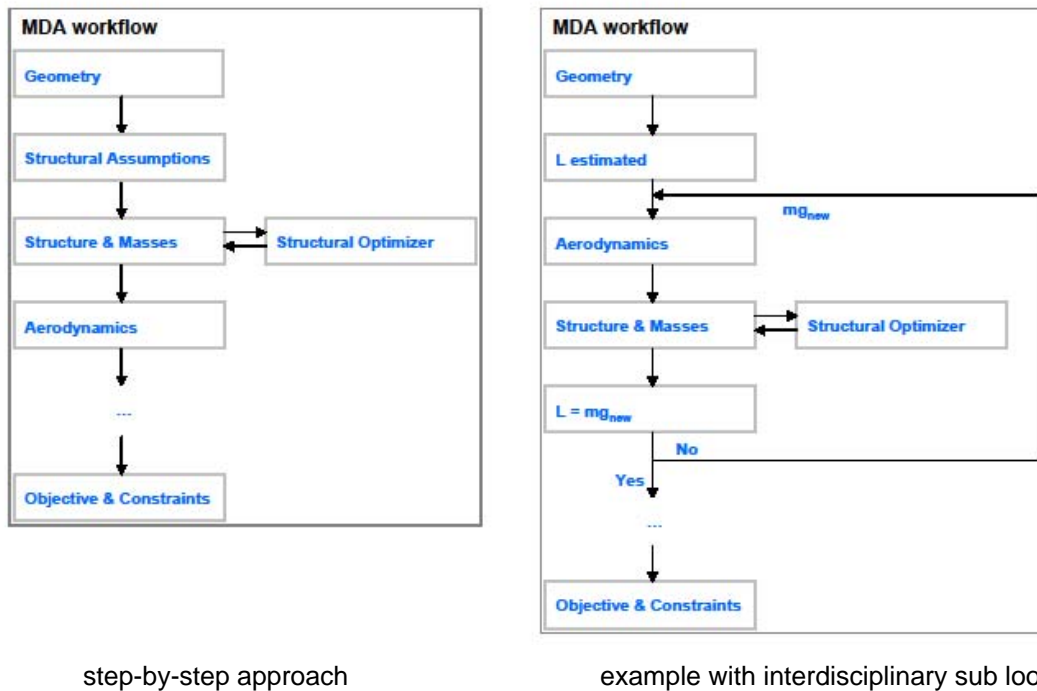 MDA workflow
Geometry
Structural Assumptions
Structure & Masses
Structural Optimizer
Aerodynamics
...
Objective & Constraints
step-by-step approach
MDA workflow
Geometry
L estimated
mgnew
Aerodynamics
Structure & Masses
Structural Optimizer
L = mgnew
No
Yes
...
Objective & Constraints
example with interdisciplinary sub loo